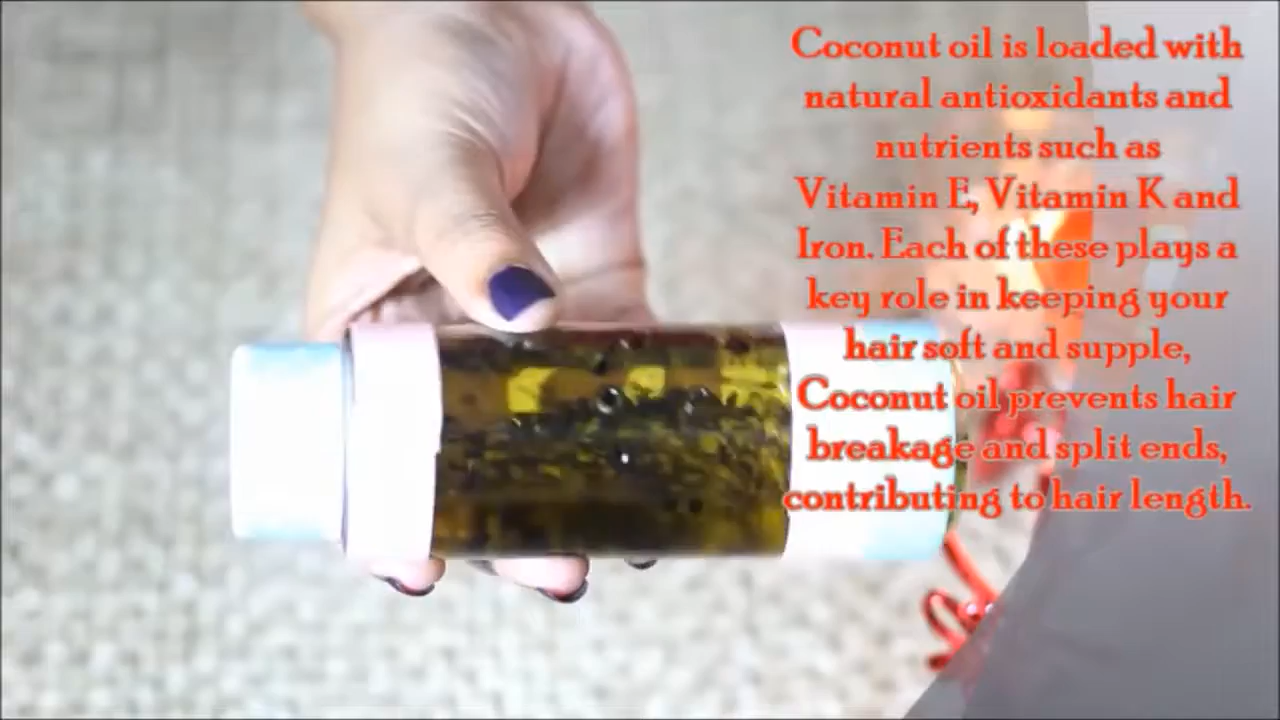 Coconut oil is loaded with
natural antioxidants and
nutrients such as
Vitamin E, Vitamin K and
Iron. Each of these plays a
key role in keeping your
hair soft and supple,
Coconut oil prevents hair
breakage and split ends,
contributing to hair length.